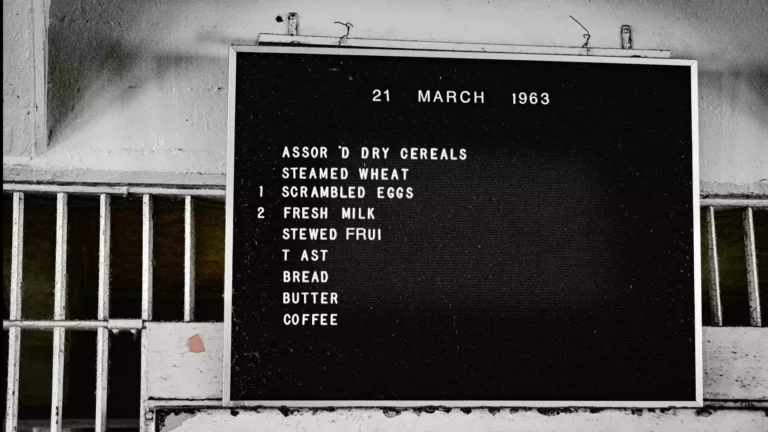 21 MARCH 1963
ASSOR 'D DRY CEREALS
STEAMED WHEAT
1 SCRAMBLED EGGS
2 FRESH MILK
STEWED FRUI
T AST
BREAD
BUTTER
COFFEE